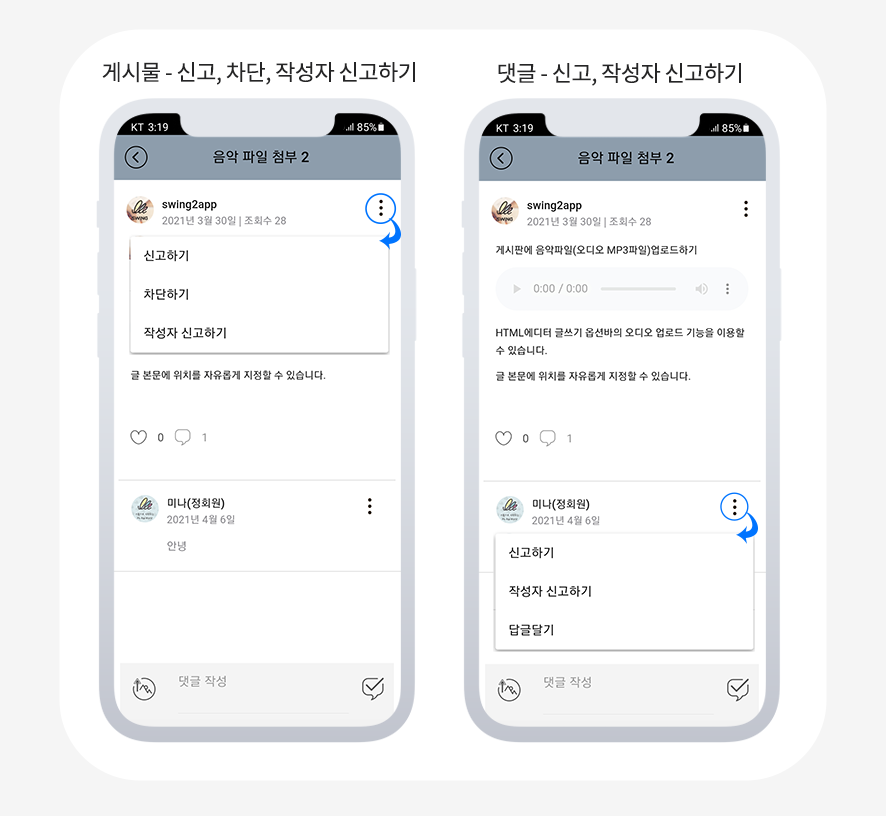 게시물 - 신고, 차단, 작성자 신고하기
KT 3:19
85%
음악 파일 첨부 2
swing2app
2021년 3월 30일 | 조회수 28
신고하기
차단하기
작성자 신고하기
글 본문에 위치를 자유롭게 지정할 수 있습니다.
0
1
미나(정회원)
2021년 4월 6일
안녕
댓글 작성
댓글 - 신고, 작성자 신고하기
KT 3:19
85%
음악 파일 첨부 2
swing2app
2021년 3월 30일 | 조회수 28
게시판에 음악파일(오디오 MP3파일)업로드하기
0:00 / 0:00
HTML에디터 글쓰기 옵션바의 오디오 업로드 기능을 이용할
수 있습니다.
글 본문에 위치를 자유롭게 지정할 수 있습니다.
0
1
미나(정회원)
2021년 4월 6일
신고하기
작성자 신고하기
답글달기
댓글 작성